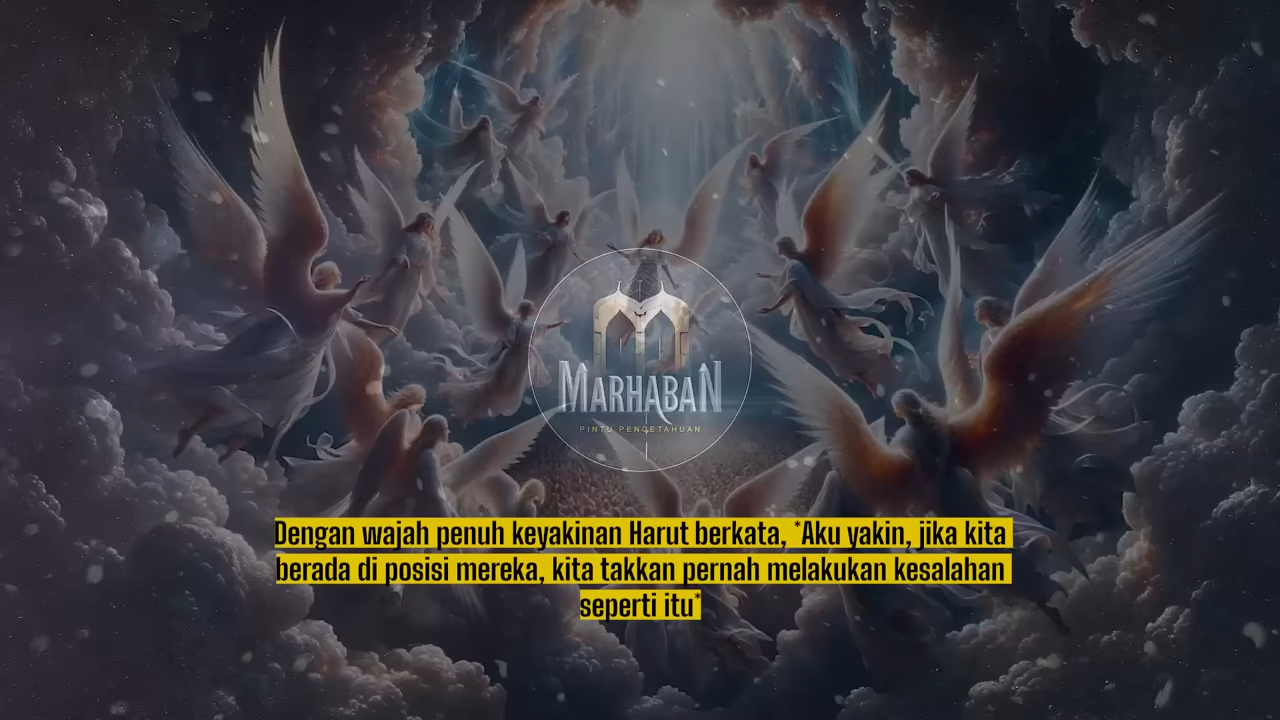 MARHABAN
PINTU PENGETAHUAN
Dengan wajah penuh keyakinan Harut berkata, "Aku yakin, jika kita
berada di posisi mereka, kita takkan pernah melakukan kesalahan
seperti itu"